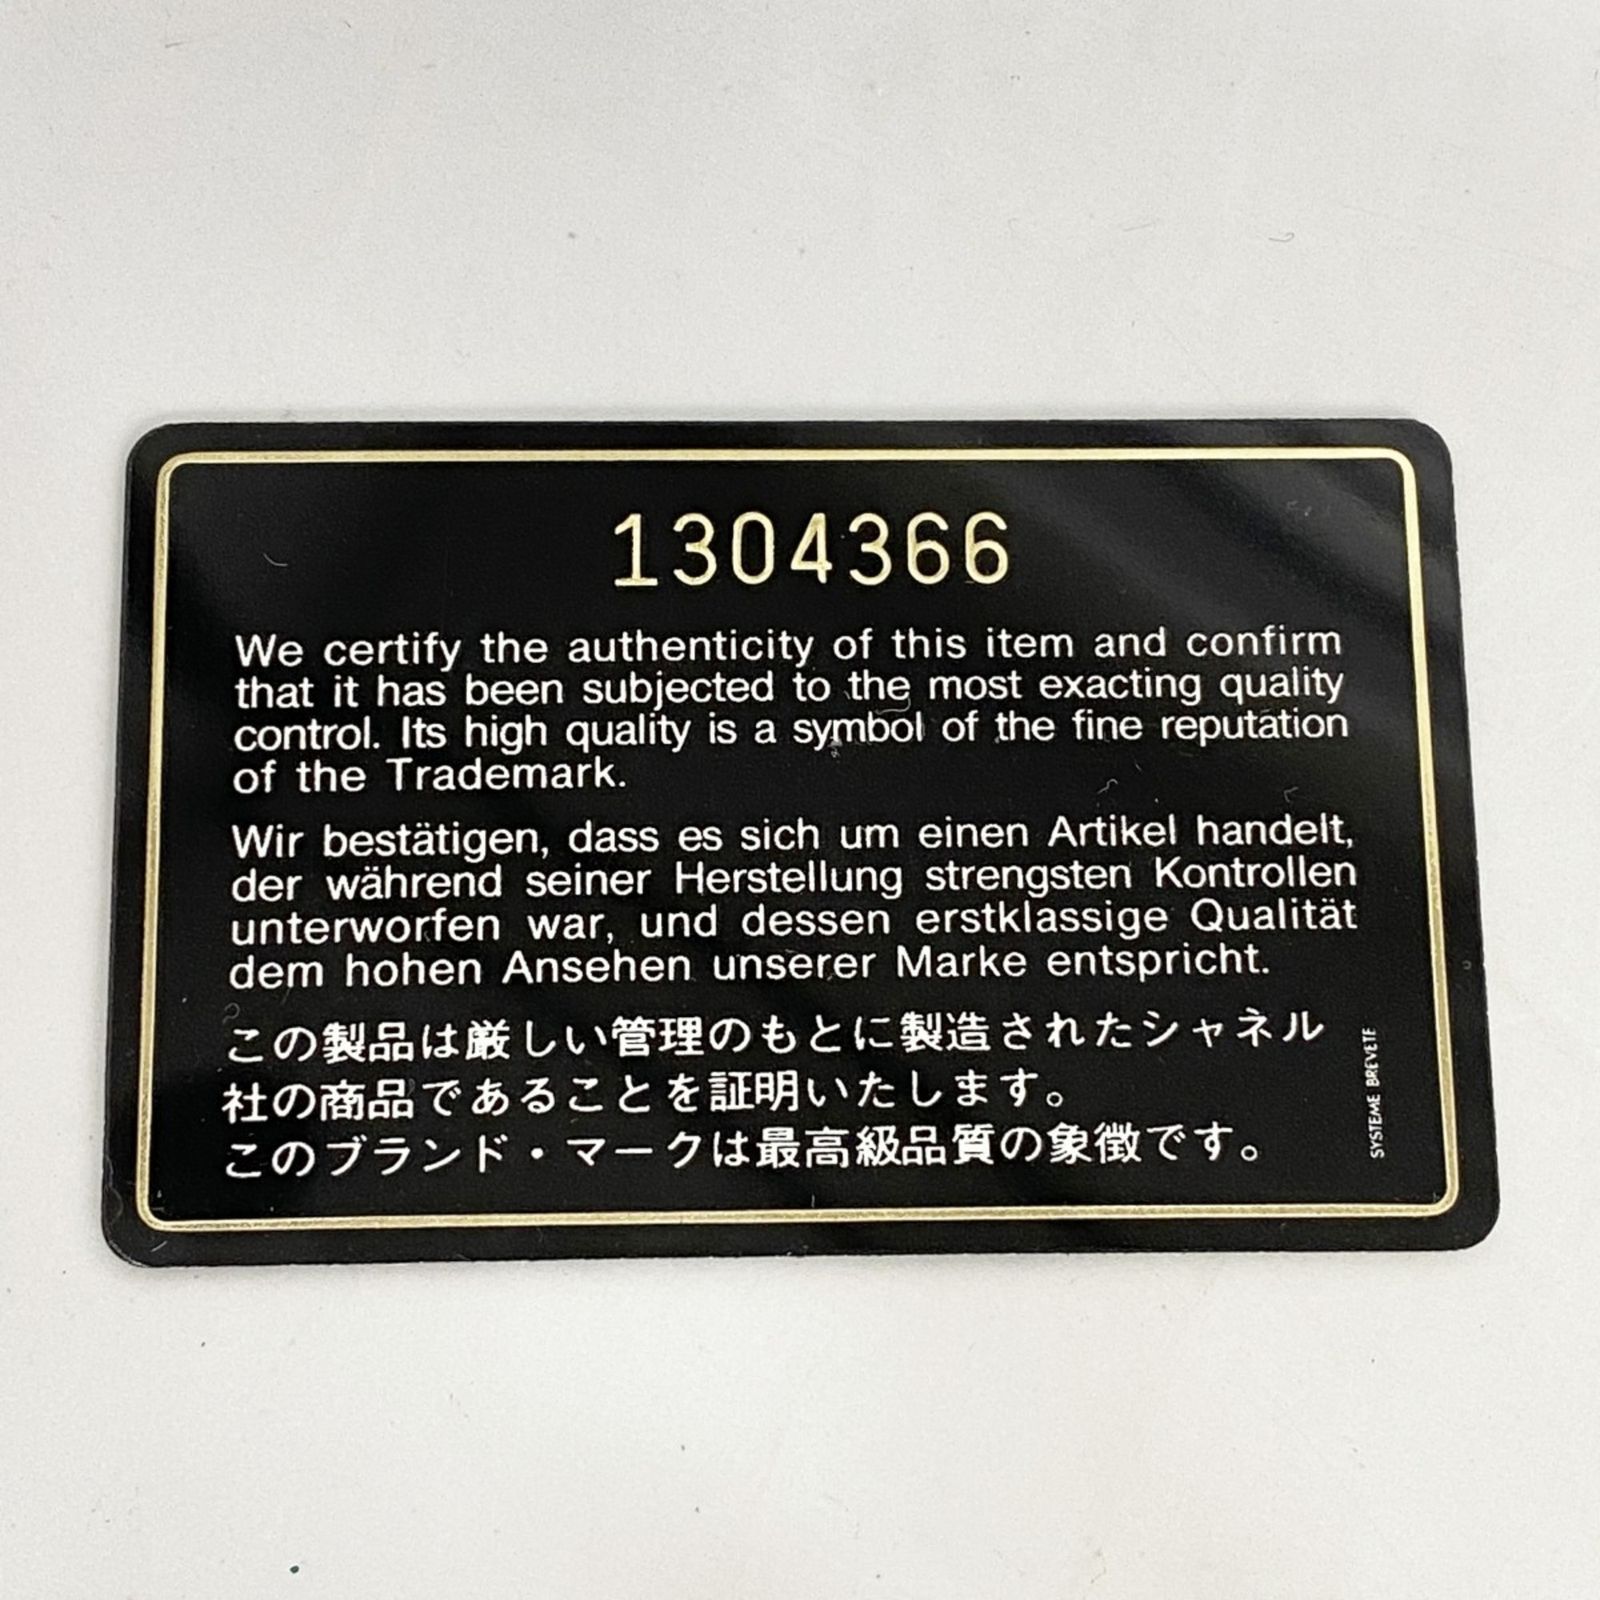 1304366
We certify the authenticity of this item and confirm
that it has been subjected to the most exacting quality
control. Its high quality is a symbol of the fine reputation
of the Trademark.
Wir bestätigen, dass es sich um einen Artikel handelt,
der während seiner Herstellung strengsten Kontrollen
unterworfen war, und dessen erstklassige Qualität
dem hohen Ansehen unserer Marke entspricht.
この製品は厳しい管理のもとに製造されたシャネル
社の商品であることを証明いたします。
このブランド・マークは最高級品質の象徴です。
SYSTEME BREVETE